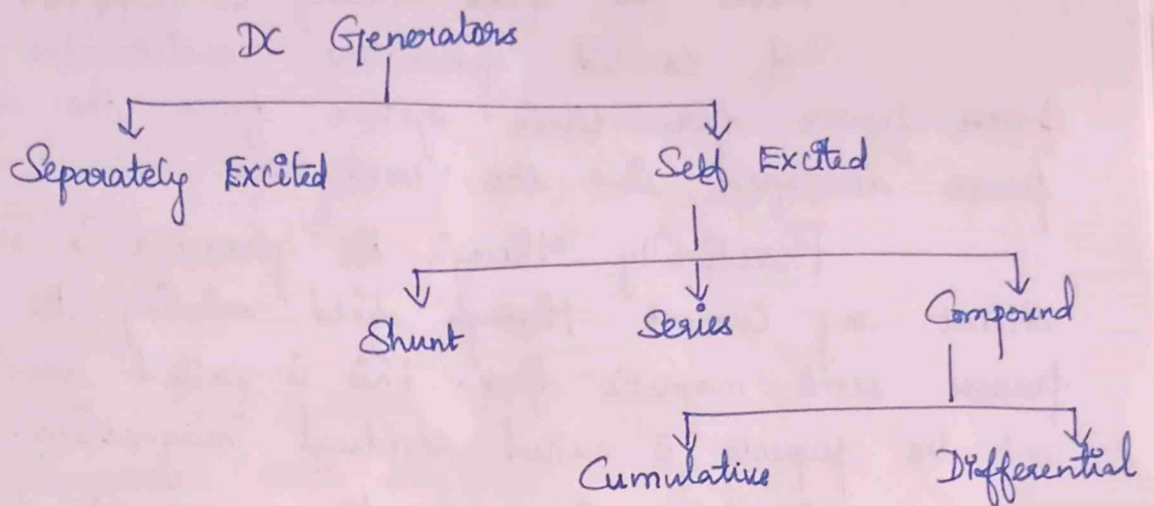 DC Generators
Separately Excited
Self Excited
Shunt
Series
Compound
Cumulative
Differential